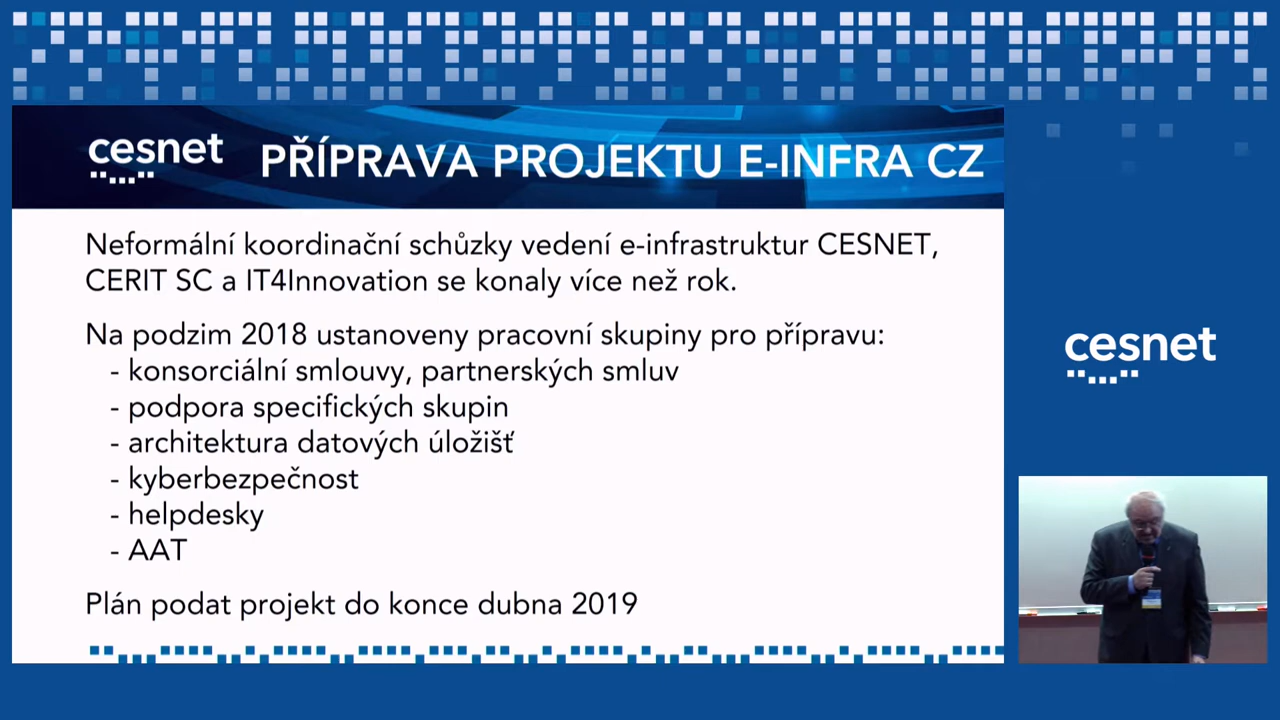 cesnet
PŘÍPRAVA PROJEKTU E-INFRA CZ
Neformální koordinační schůzky vedení e-infrastruktur CESNET,
CERIT SC a IT4Innovation se konaly více než rok.
Na podzim 2018 ustanoveny pracovní skupiny pro přípravu:
- konsorciální smlouvy, partnerských smluv
- podpora specifických skupin
- architektura datových úložišť
- kyberbezpečnost
- helpdesky
- AAT
Plán podat projekt do konce dubna 2019
cesnet